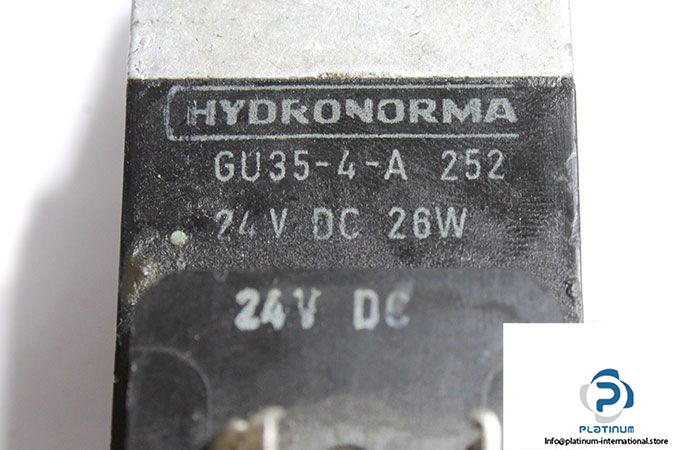 HYDRONORMA
GU35-4-A 252
24V DC 26W
24V DC
PLATINUM
Info@platinum-international.store